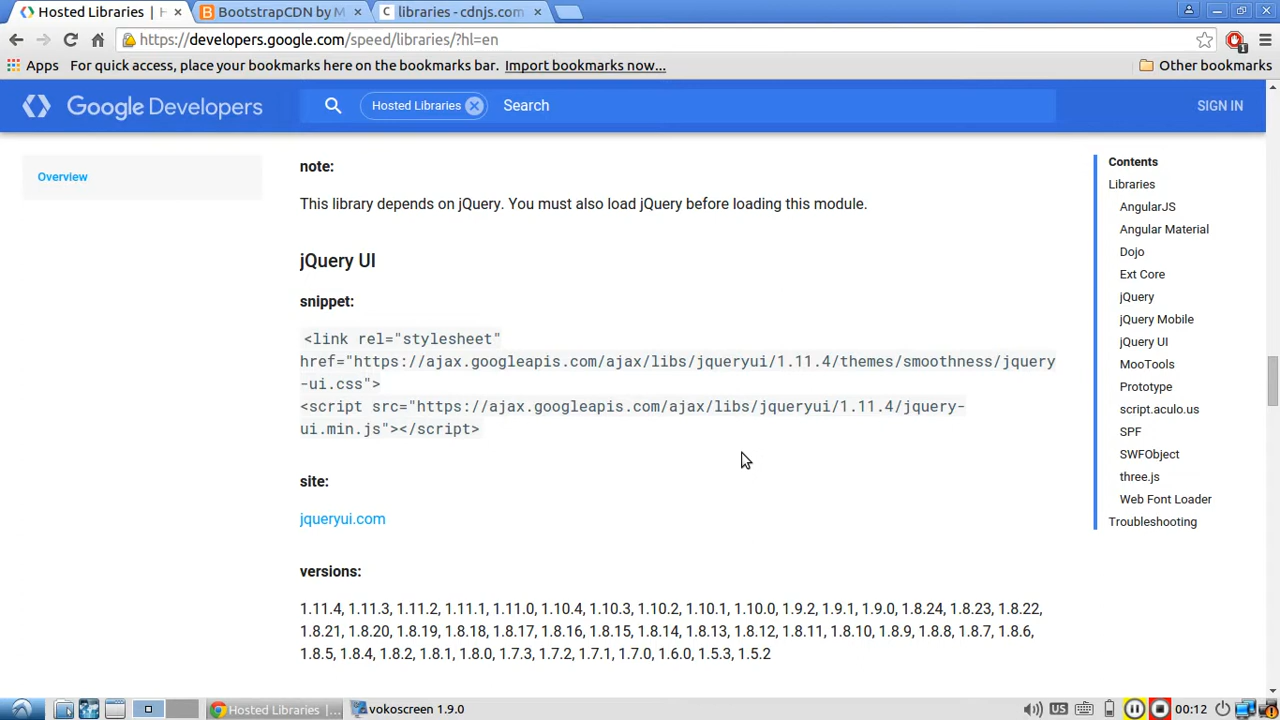 Hosted Libraries | H
BootstrapCDN by M
libraries - cdnjs.com
https://developers.google.com/speed/libraries/?hl=en
Apps
For quick access, place your bookmarks here on the bookmarks bar. Import bookmarks now...
Other bookmarks
Google Developers
Hosted Libraries
Search
SIGN IN
Overview
note:
This library depends on jQuery. You must also load jQuery before loading this module.
jQuery UI
snippet:
<link rel="stylesheet"
href="https://ajax.googleapis.com/ajax/libs/jqueryui/1.11.4/themes/smoothness/jquery
-ui.css">
<script src="https://ajax.googleapis.com/ajax/libs/jqueryui/1.11.4/jquery-
ui.min.js"></script>
site:
jqueryui.com
versions:
1.11.4, 1.11.3, 1.11.2, 1.11.1, 1.11.0, 1.10.4, 1.10.3, 1.10.2, 1.10.1, 1.10.0, 1.9.2, 1.9.1, 1.9.0, 1.8.24, 1.8.23, 1.8.22,
1.8.21, 1.8.20, 1.8.19, 1.8.18, 1.8.17, 1.8.16, 1.8.15, 1.8.14, 1.8.13, 1.8.12, 1.8.11, 1.8.10, 1.8.9, 1.8.8, 1.8.7, 1.8.6,
1.8.5, 1.8.4, 1.8.2, 1.8.1, 1.8.0, 1.7.3, 1.7.2, 1.7.1, 1.7.0, 1.6.0, 1.5.3, 1.5.2
Contents
Libraries
AngularJS
Angular Material
Dojo
Ext Core
jQuery
jQuery Mobile
jQuery UI
MooTools
Prototype
script.aculo.us
SPF
SWFObject
three.js
Web Font Loader
Troubleshooting
Hosted Libraries |...
vokoscreen 1.9.0
US
00:12